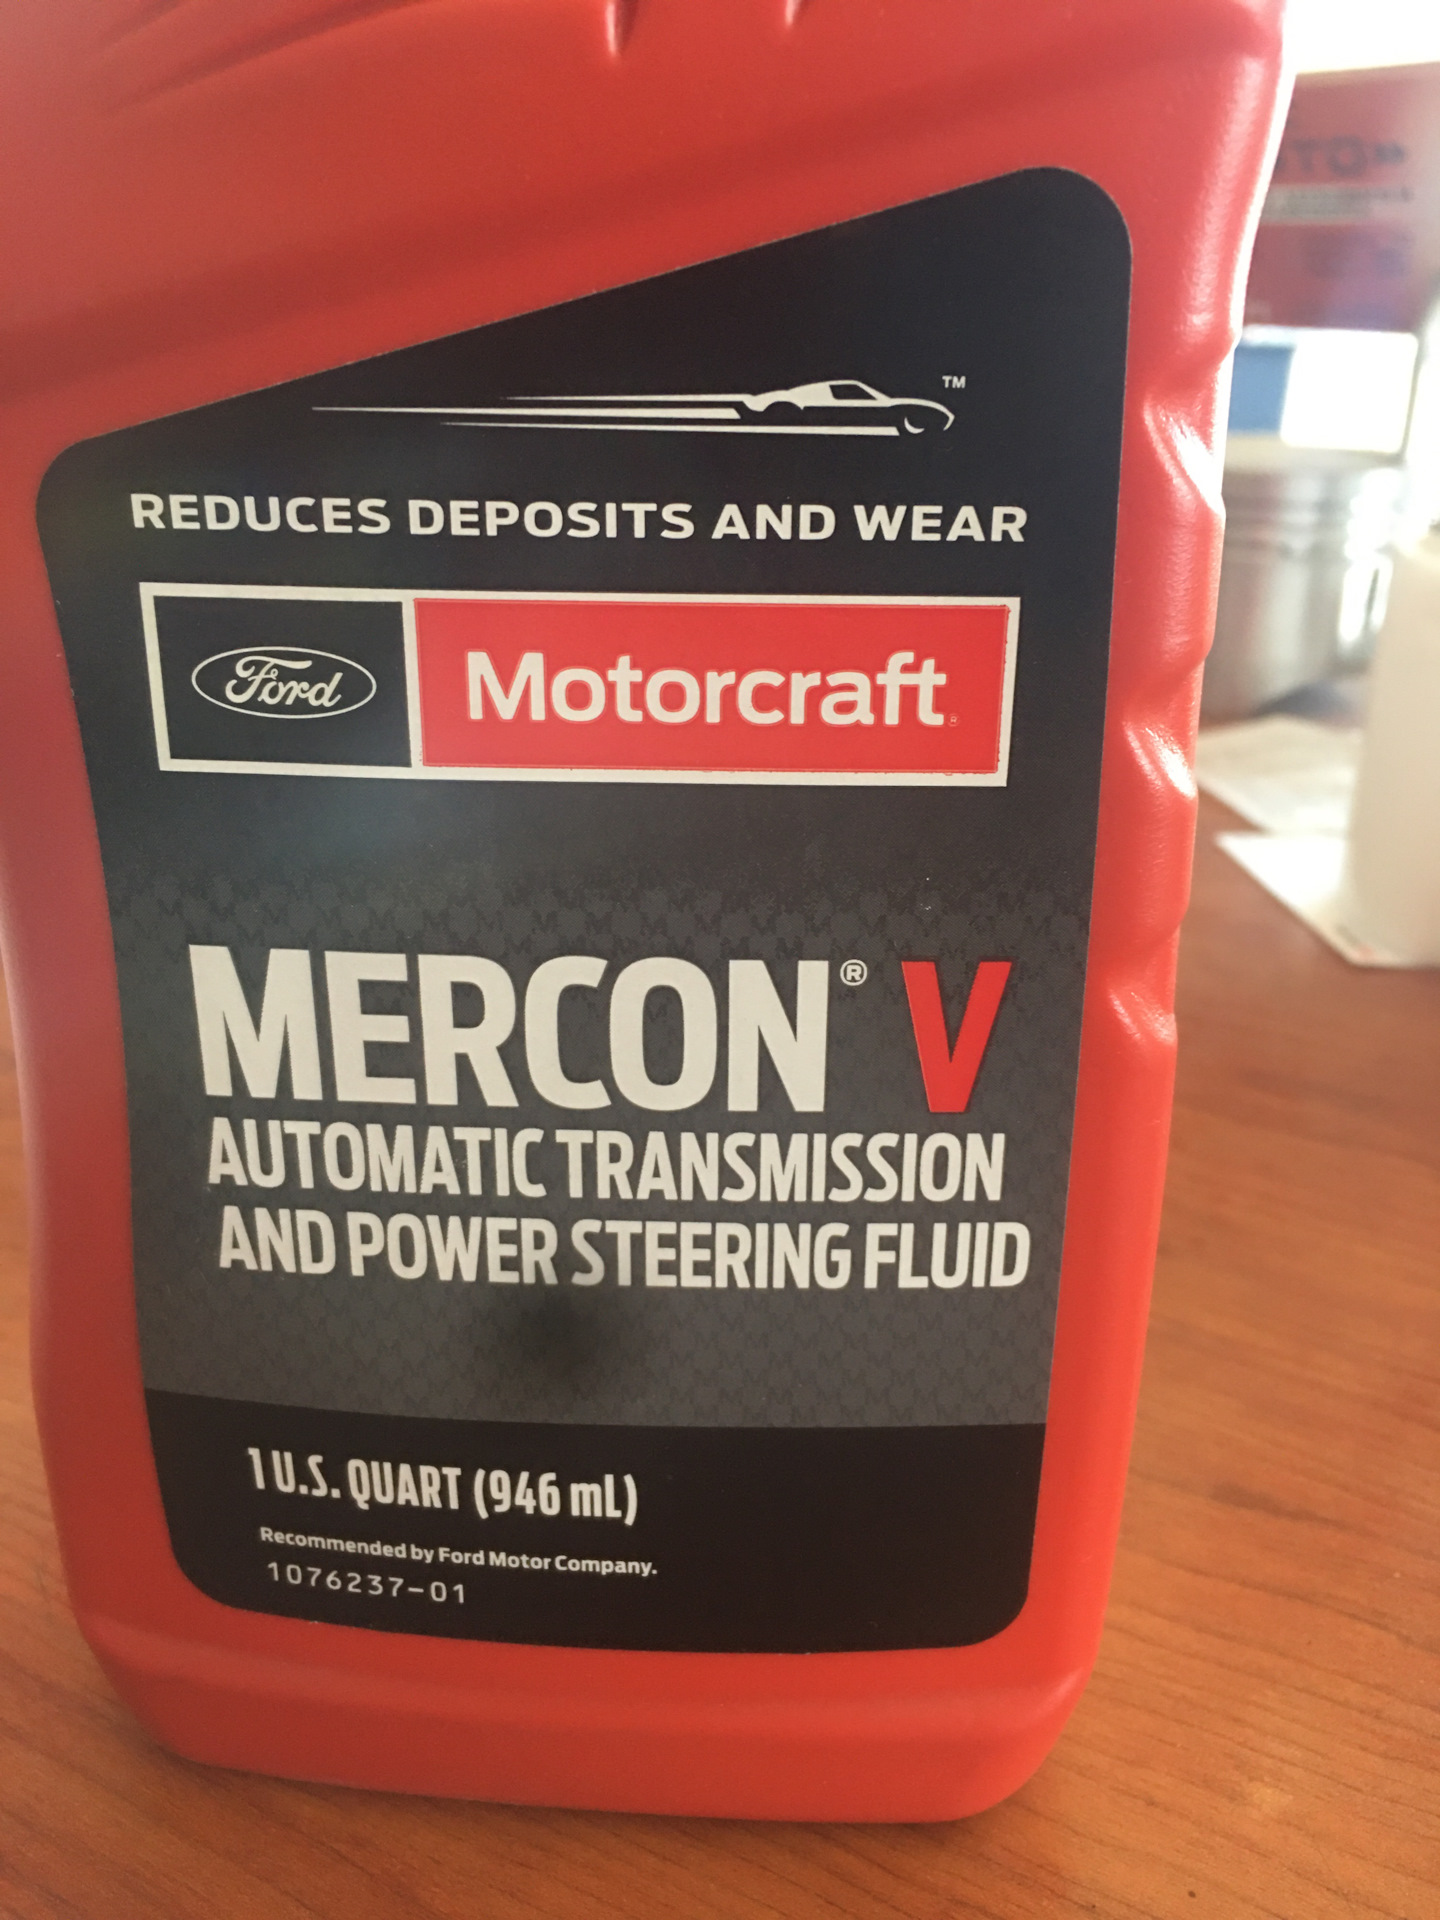 TM
REDUCES DEPOSITS AND WEAR
Ford Motorcraft®
MERCON® V
AUTOMATIC TRANSMISSION
AND POWER STEERING FLUID
1 U.S. QUART (946 mL)
Recommended by Ford Motor Company.
1076237-01